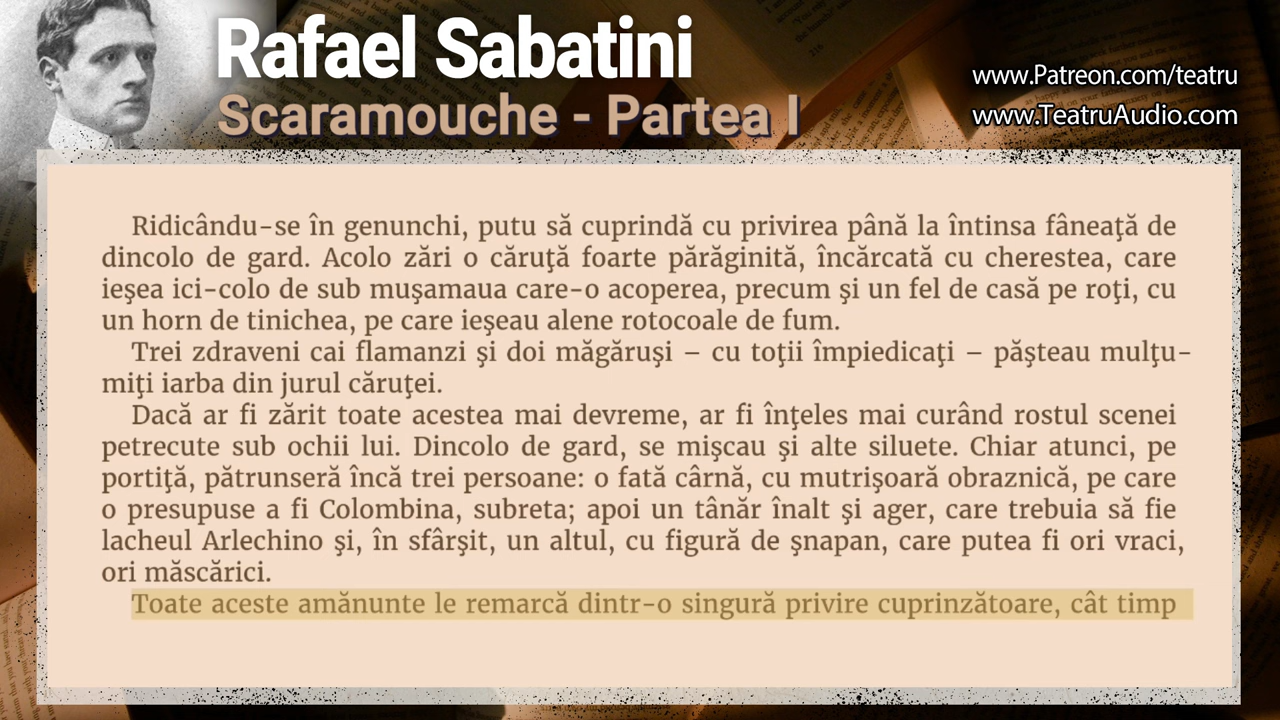 Rafael Sabatini
Scaramouche - Partea I
www.Patreon.com/teatru
www.TeatruAudio.com
Ridicându-se în genunchi, putu să cuprindă cu privirea până la întinsa fâneaţă de
dincolo de gard. Acolo zări o căruţă foarte părăginită, încărcată cu cherestea, care
ieşea ici-colo de sub muşamaua care-o acoperea, precum şi un fel de casă pe roţi, cu
un horn de tinichea, pe care ieşeau alene rotocoale de fum.
Trei zdraveni cai flamanzi şi doi măgăruşi – cu toţii împiedicaţi – păşteau mulţu-
miţi iarba din jurul căruţei.
Dacă ar fi zărit toate acestea mai devreme, ar fi înţeles mai curând rostul scenei
petrecute sub ochii lui. Dincolo de gard, se mişcau şi alte siluete. Chiar atunci, pe
portiţă, pătrunseră încă trei persoane: o fată cârnă, cu mutrişoară obraznică, pe care
o presupuse a fi Colombina, subreta; apoi un tânăr înalt şi ager, care trebuia să fie
lacheul Arlechino şi, în sfârşit, un altul, cu figură de şnapan, care putea fi ori vraci,
ori măscărici.
Toate aceste amănunte le remarcă dintr-o singură privire cuprinzătoare, cât timp